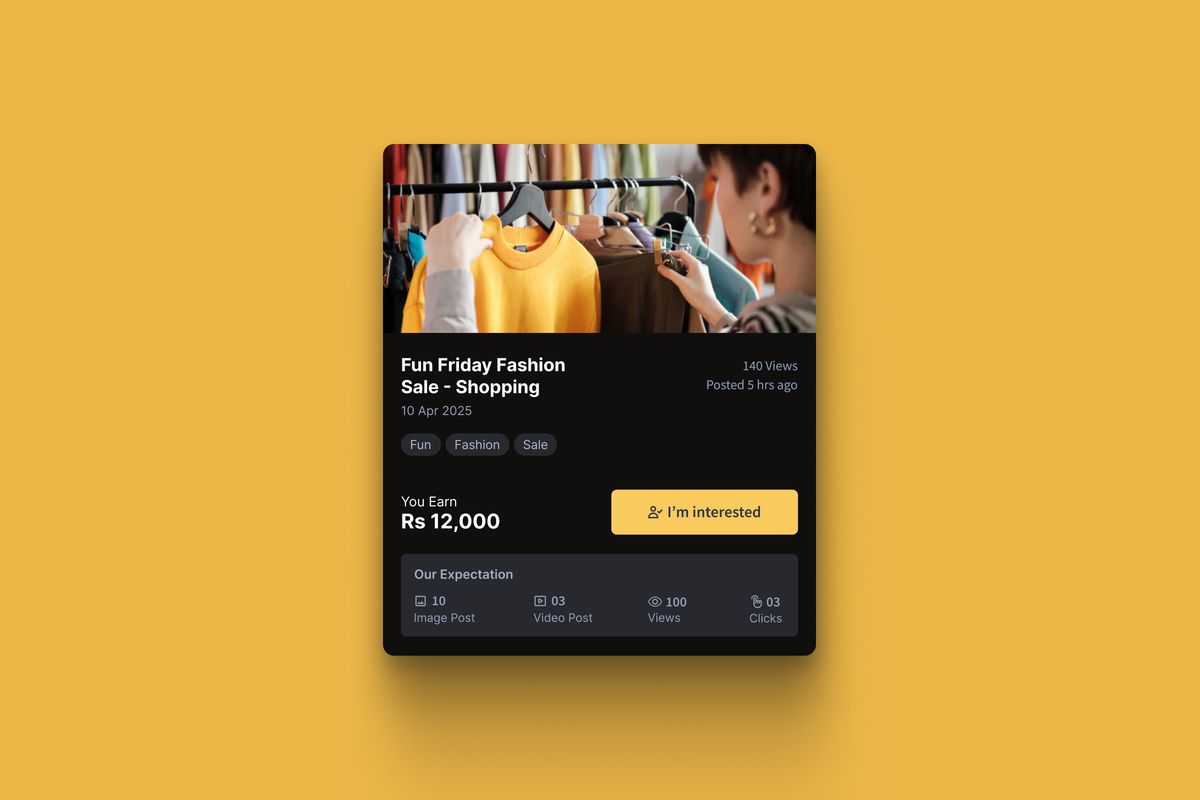 Fun Friday Fashion
Sale - Shopping
140 Views
Posted 5 hrs ago
10 Apr 2025
Fun
Fashion
Sale
You Earn
Rs 12,000
I’m interested
Our Expectation
10
Image Post
03
Video Post
100
Views
03
Clicks